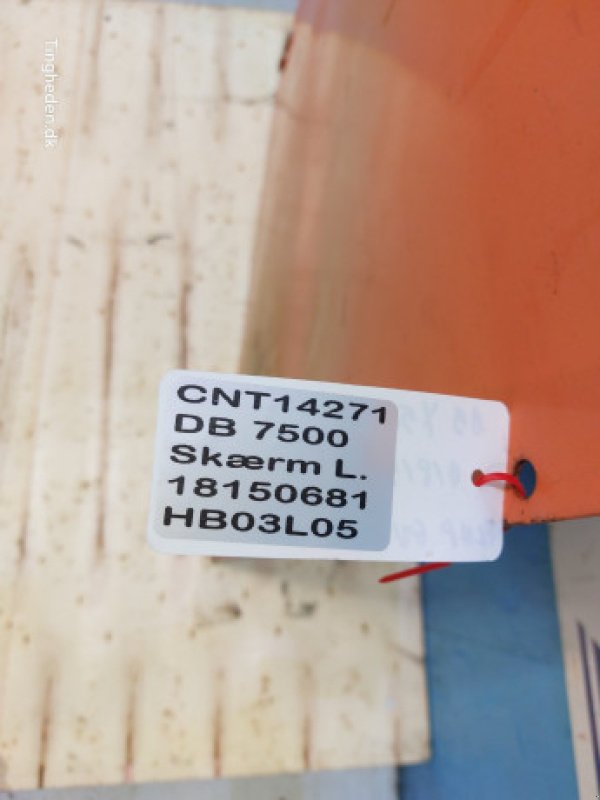 Tingheden.dk
CNT14271
DB 7500
Skærm L.
18150681
HB03L05